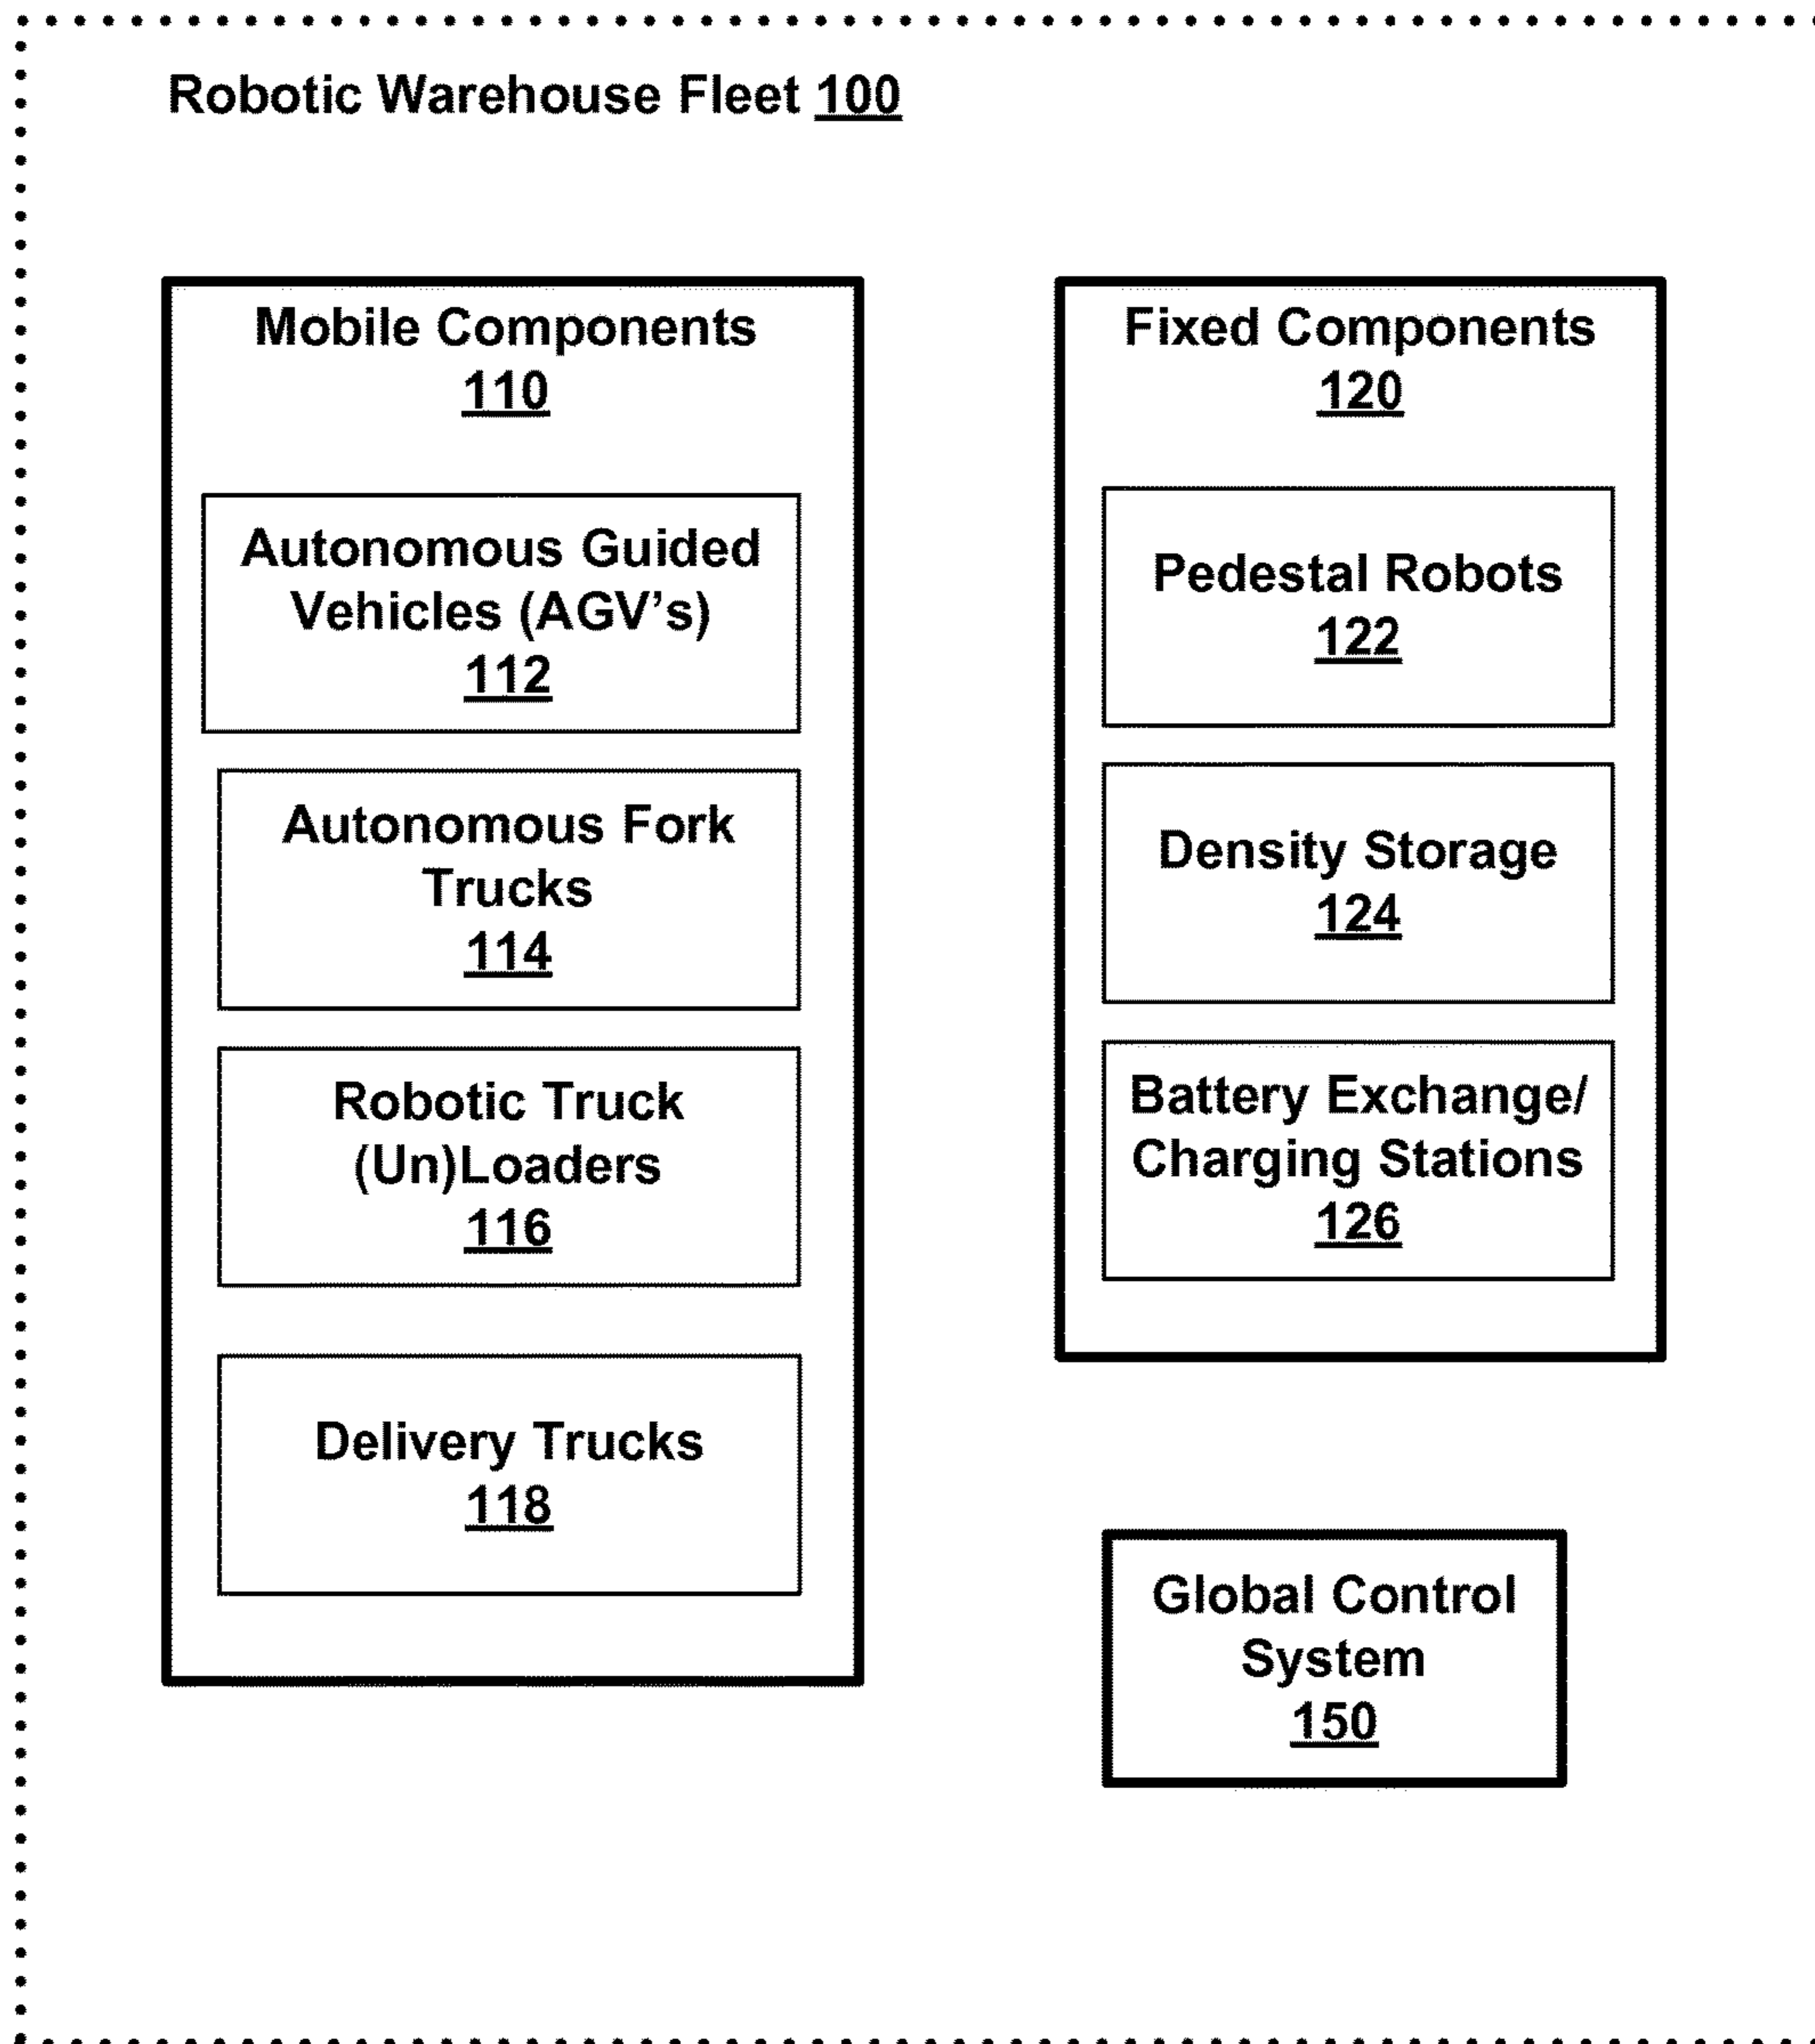 Robotic Warehouse Fleet 100
Mobile Components
110
Autonomous Guided
Vehicles (AGV's)
112
Autonomous Fork
Trucks
114
Robotic Truck
(Un)Loaders
116
Delivery Trucks
118
Fixed Components
120
Pedestal Robots
122
Density Storage
124
Battery Exchange/
Charging Stations
126
Global Control
System
150